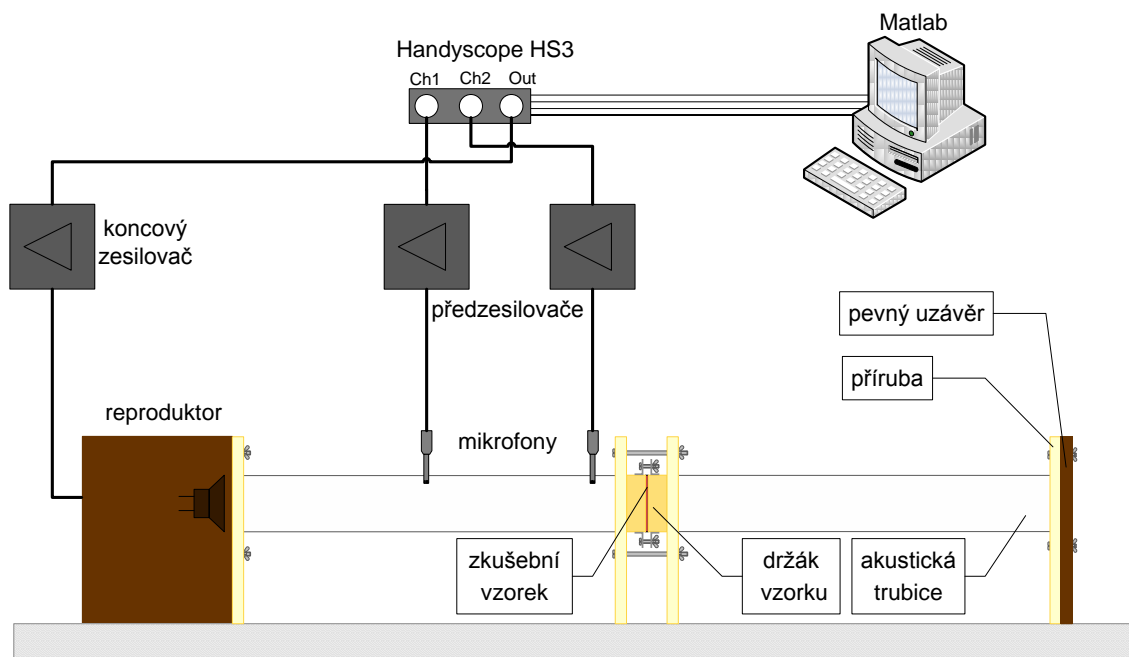 Matlab
Handyscope HS3
Ch1 Ch2 Out
koncový
zesilovač
předzesilovače
pevný uzávěr
příruba
reproduktor
mikrofony
zkušební
vzorek
držák
vzorku
akustická
trubice